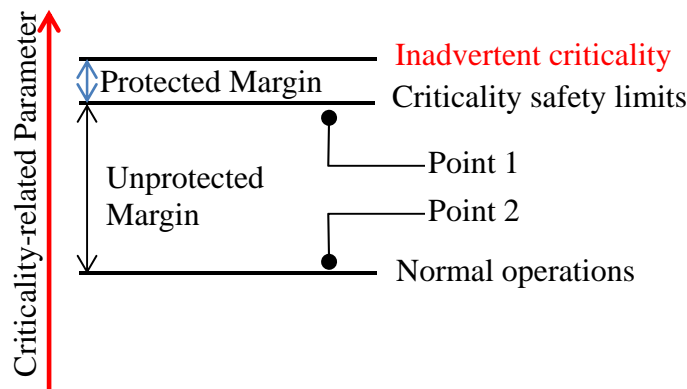 Criticality-related Parameter
Inadvertent criticality
Protected Margin
Criticality safety limits
Point 1
Unprotected
Margin
Point 2
Normal operations